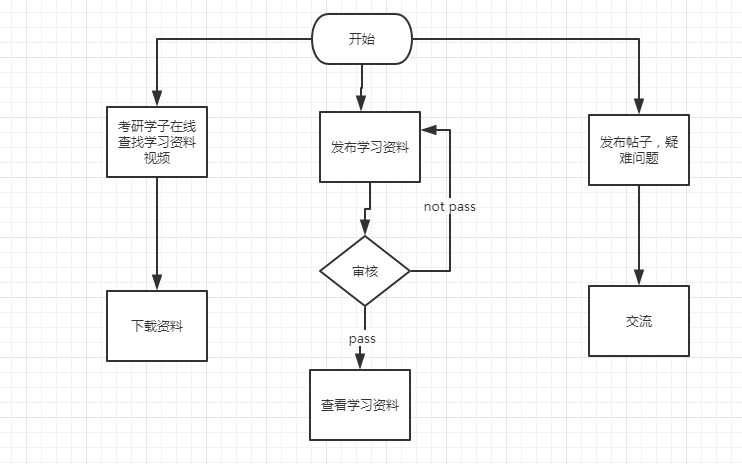 开始
考研学子在线
查找学习资料
视频
发布学习资料
发布帖子，疑
难问题
not pass
审核
下载资料
pass
交流
查看学习资料